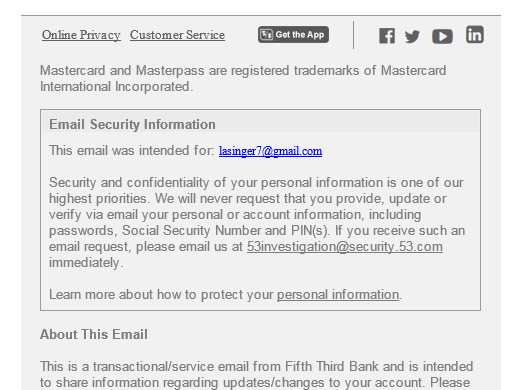 Online Privacy Customer Service Get the App
Mastercard and Masterpass are registered trademarks of Mastercard
International Incorporated.
Email Security Information
This email was intended for: lasinger7@gmail.com
Security and confidentiality of your personal information is one of our
highest priorities. We will never request that you provide, update or
verify via email your personal or account information, including
passwords, Social Security Number and PIN(s). If you receive such an
email request, please email us at 53investigation@security.53.com
immediately.
Learn more about how to protect your personal information.
About This Email
This is a transactional/service email from Fifth Third Bank and is intended
to share information regarding updates/changes to your account. Please